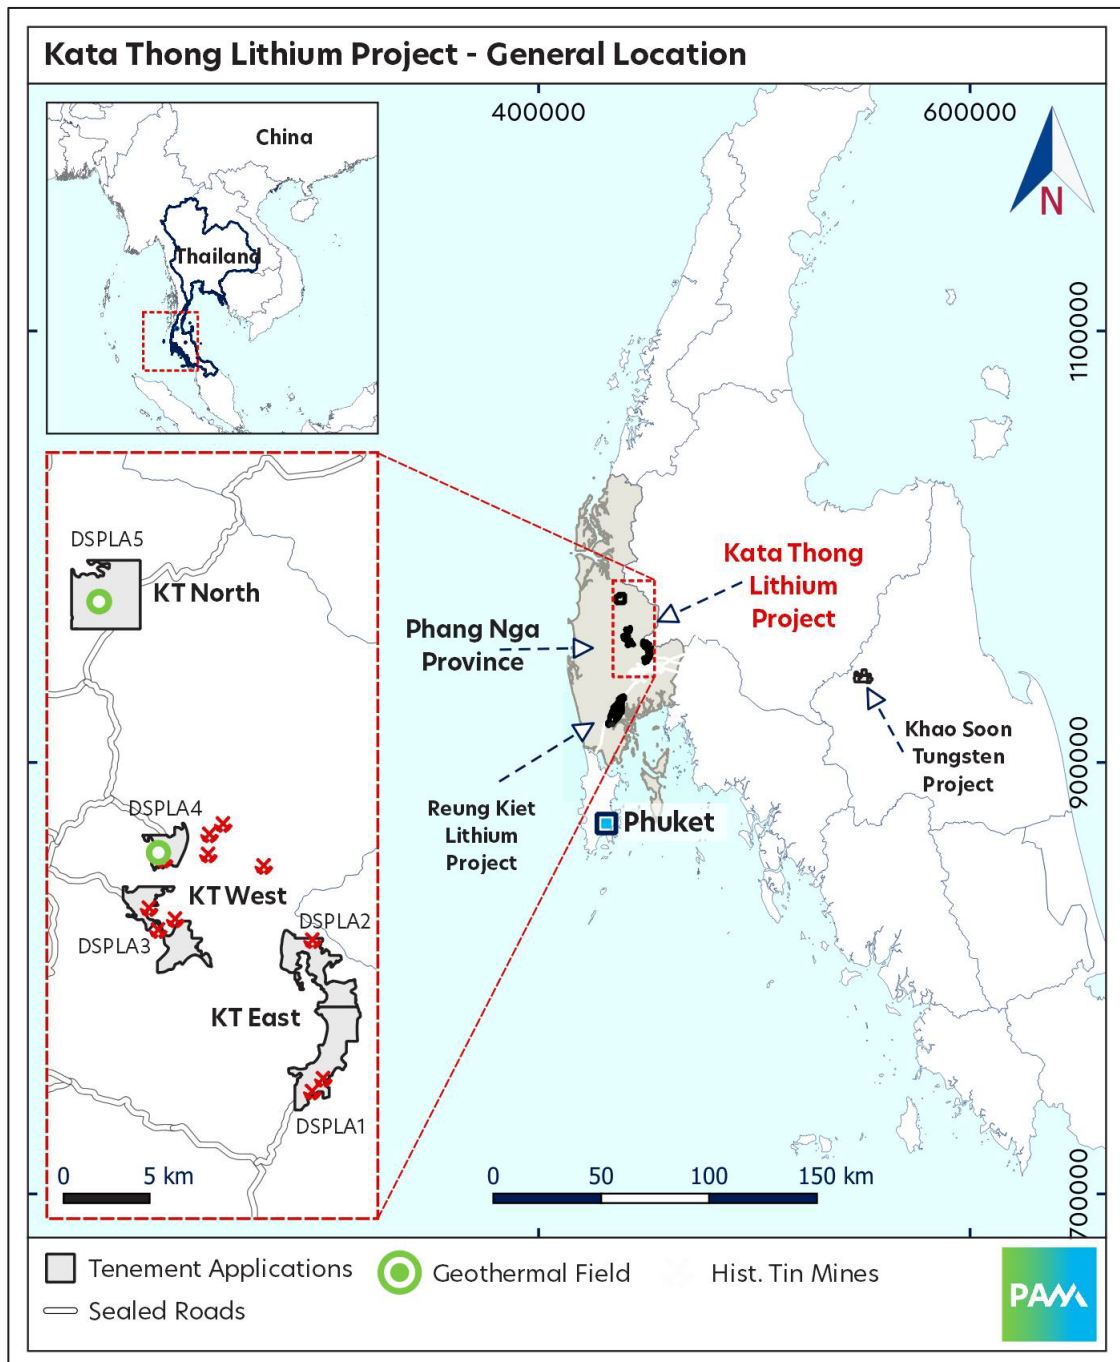 Kata Thong Lithium Project - General Location
400000
600000
China
Thailand
N
1100000
DSPLA5
KT North
Kata Thong
Lithium
Project
Phang Nga
Province
Khao Soon
Tungsten
Project
900000
Reung Kiet
Lithium
Project
Phuket
DSPLA4
KT West
DSPLA3
DSPLA2
KT East
DSPLA1
0 5 km
0 50 100 150 km
700000
Tenement Applications
Geothermal Field
Hist. Tin Mines
Sealed Roads
PAM